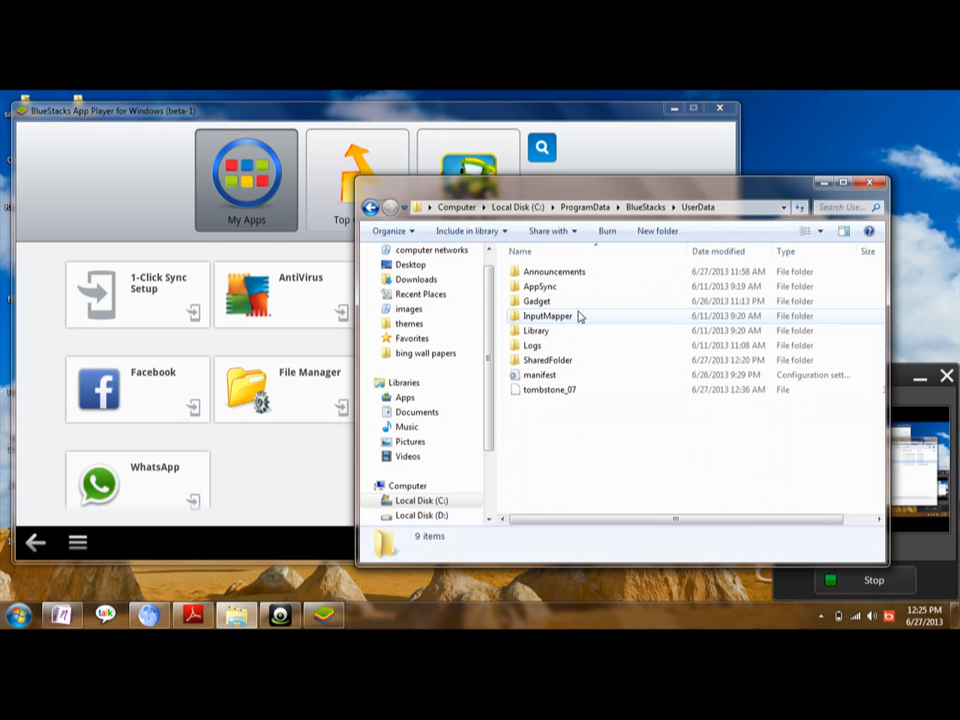 BlueStacks App Player for Windows (beta-1)
My Apps
Top
1-Click Sync
Setup
AntiVirus
Facebook
File Manager
WhatsApp
Computer
Local Disk (C:)
ProgramData
BlueStacks
UserData
Search Use...
Organize
Include in library
Share with
Burn
New folder
Name
Date modified
Type
Size
computer networks
Desktop
Downloads
Recent Places
images
themes
Favorites
bing wall papers
Libraries
Apps
Documents
Music
Pictures
Videos
Computer
Local Disk (C:)
Local Disk (D:)
Announcements 6/27/2013 11:58 AM File folder
AppSync 6/11/2013 9:19 AM File folder
Gadget 6/26/2013 11:13 PM File folder
InputMapper 6/11/2013 9:20 AM File folder
Library 6/11/2013 9:20 AM File folder
Logs 6/11/2013 11:08 AM File folder
SharedFolder 6/27/2013 12:20 PM File folder
manifest 6/26/2013 9:29 PM Configuration sett...
tombstone_07 6/27/2013 12:36 AM File
9 items
Stop
talk
12:25 PM
6/27/2013